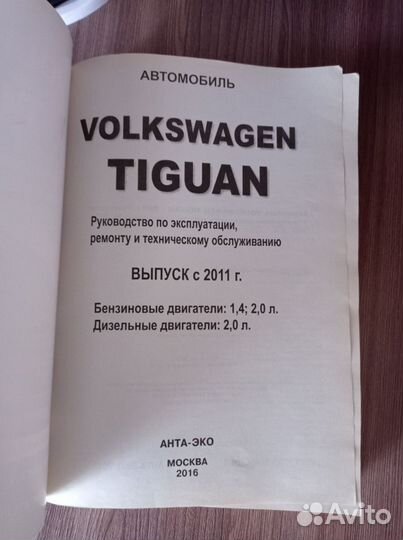 АВТОМОБИЛЬ
VOLKSWAGEN
TIGUAN
Руководство по эксплуатации,
ремонту и техническому обслуживанию
ВЫПУСК с 2011 г.
Бензиновые двигатели: 1,4; 2,0 л.
Дизельные двигатели: 2,0 л.
АНТА-ЭКО
МОСКВА
2016
Avito